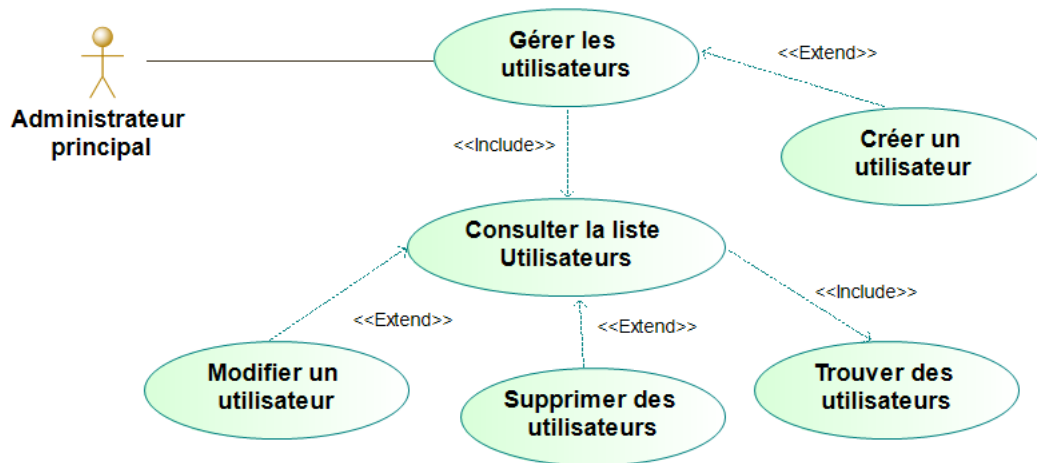 Gérer les
utilisateurs
<<Extend>>
Administrateur
principal
<<Include>>
Créer un
utilisateur
Consulter la liste
Utilisateurs
<<Extend>>
<<Extend>>
<<Include>>
Modifier un
utilisateur
Supprimer des
utilisateurs
Trouver des
utilisateurs